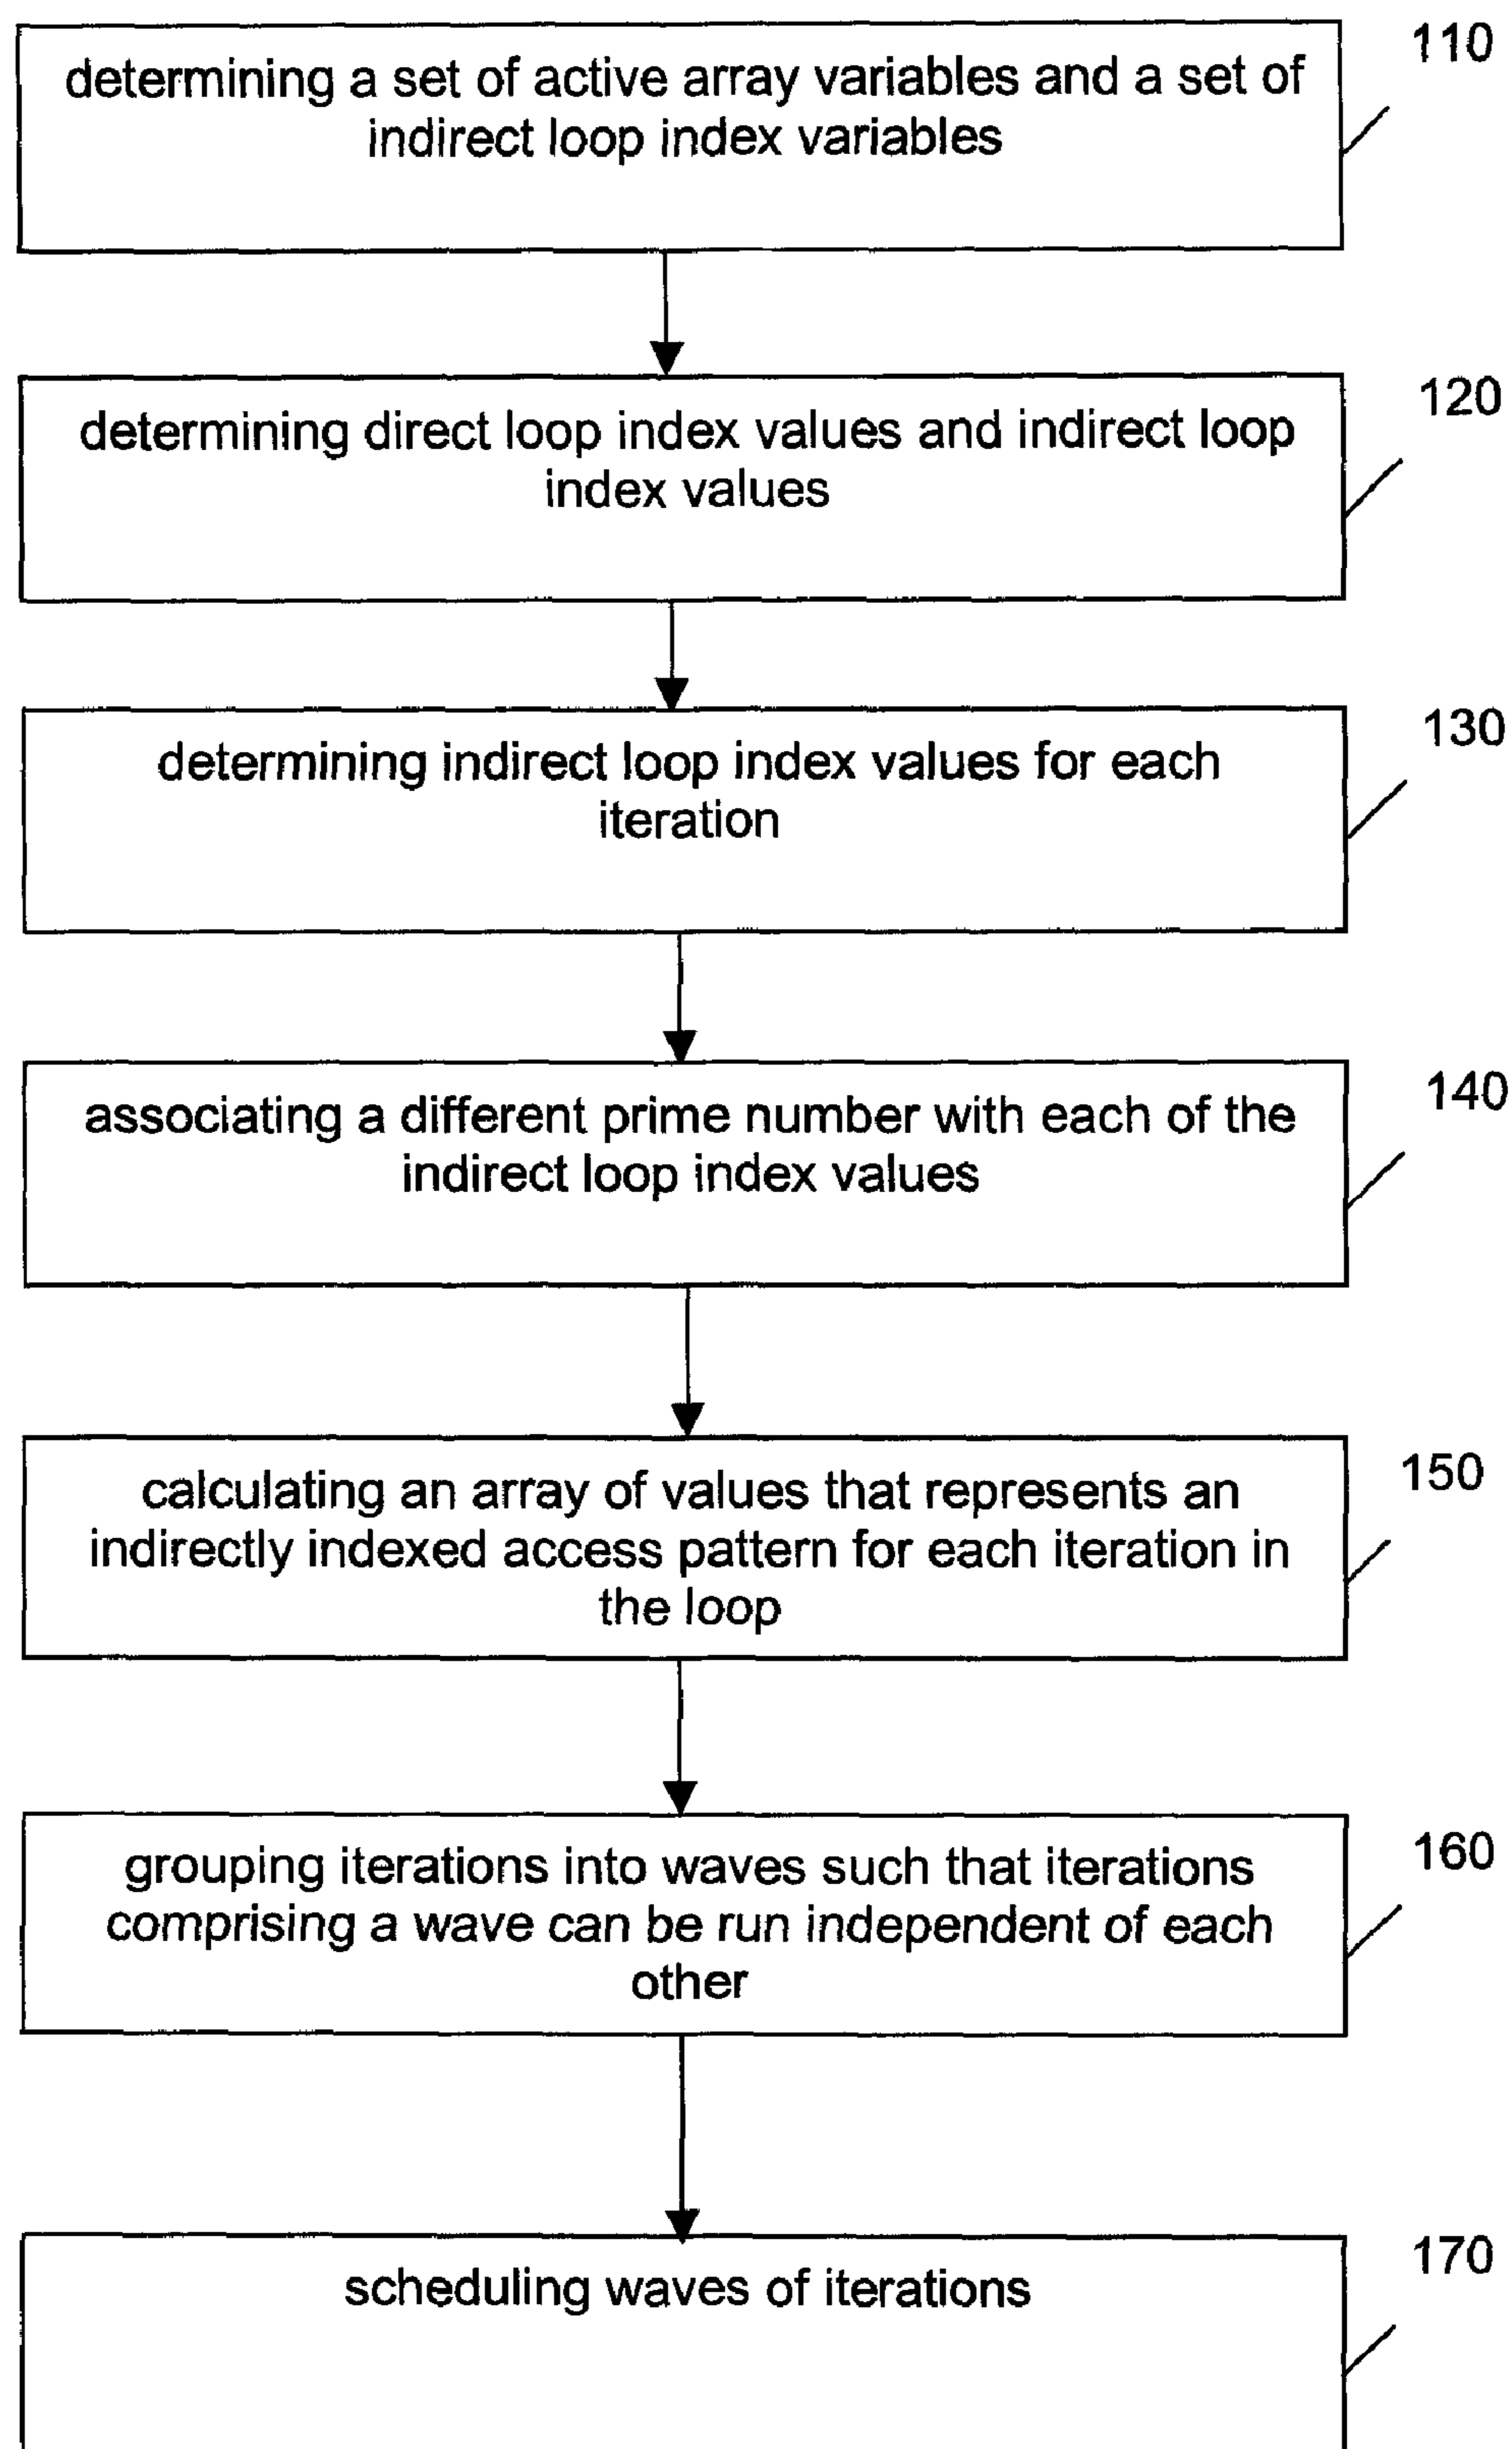 110
determining a set of active array variables and a set of
indirect loop index variables
120
determining direct loop index values and indirect loop
index values
130
determining indirect loop index values for each
iteration
140
associating a different prime number with each of the
indirect loop index values
150
calculating an array of values that represents an
indirectly indexed access pattern for each iteration in
the loop
160
grouping iterations into waves such that iterations
comprising a wave can be run independent of each
other
170
scheduling waves of iterations